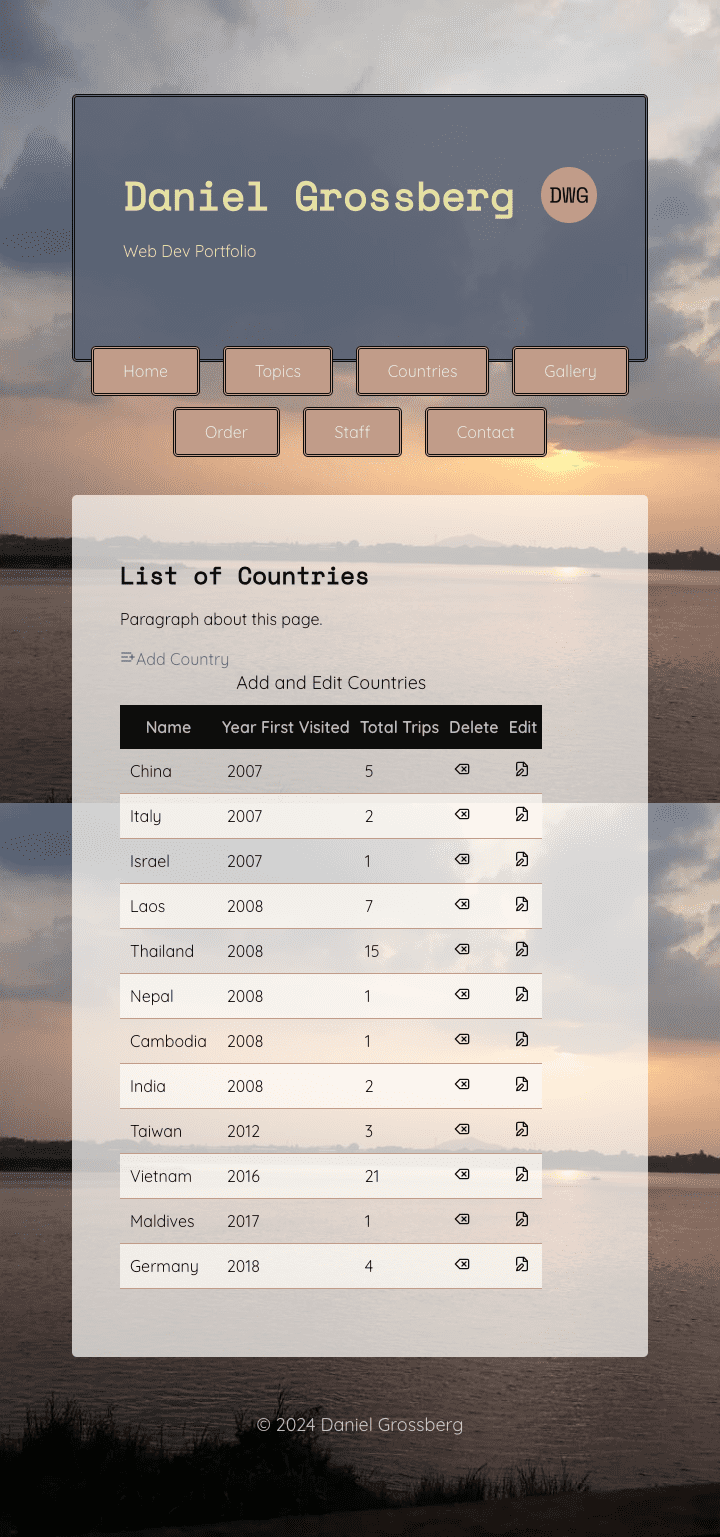 Daniel Grossberg DWG
Web Dev Portfolio
Home Topics Countries Gallery
Order Staff Contact
List of Countries
Paragraph about this page.
Add Country
Add and Edit Countries
Name Year First Visited Total Trips Delete Edit
China 2007 5
Italy 2007 2
Israel 2007 1
Laos 2008 7
Thailand 2008 15
Nepal 2008 1
Cambodia 2008 1
India 2008 2
Taiwan 2012 3
Vietnam 2016 21
Maldives 2017 1
Germany 2018 4
© 2024 Daniel Grossberg